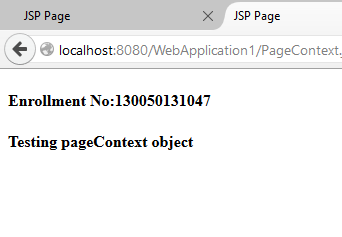 JSP Page
JSP Page
localhost:8080/WebApplication1/PageContext.
Enrollment No:130050131047
Testing pageContext object